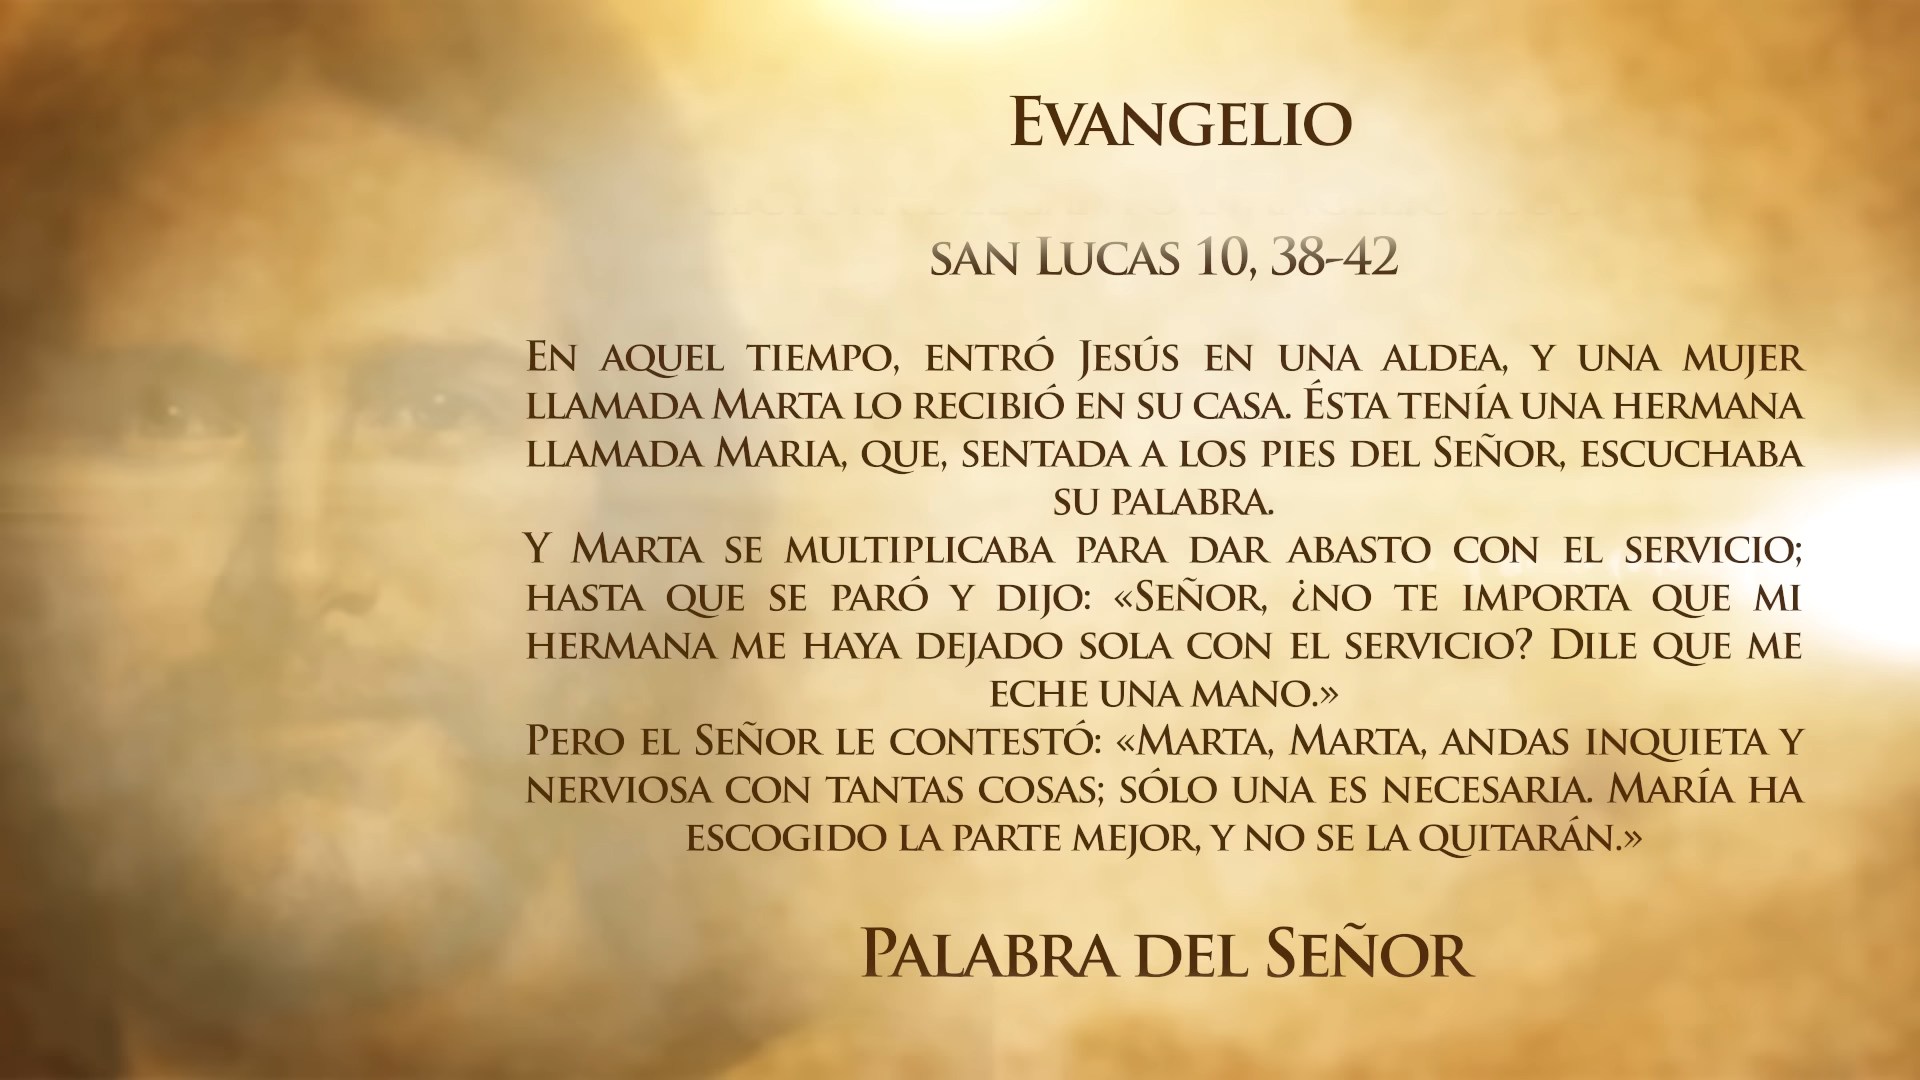 Evangelio
san Lucas 10, 38-42
En aquel tiempo, entró Jesús en una aldea, y una mujer
llamada Marta lo recibió en su casa. Ésta tenía una hermana
llamada Maria, que, sentada a los pies del Señor, escuchaba
su palabra.
Y Marta se multiplicaba para dar abasto con el servicio;
hasta que se paró y dijo: «Señor, ¿no te importa que mi
hermana me haya dejado sola con el servicio? Dile que me
eche una mano.»
Pero el Señor le contestó: «Marta, Marta, andas inquieta y
nerviosa con tantas cosas; sólo una es necesaria. María ha
escogido la parte mejor, y no se la quitarán.»
Palabra del Señor